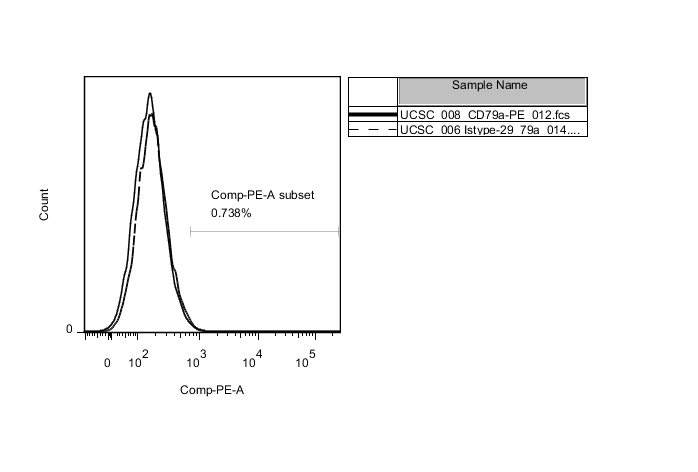 Sample Name
UCSC_008_CD79a-PE_012.fcs
UCSC_006 Istype-29_79a_014....
Comp-PE-A subset
0.738%
Count
0
0 10^2 10^3 10^4 10^5
Comp-PE-A